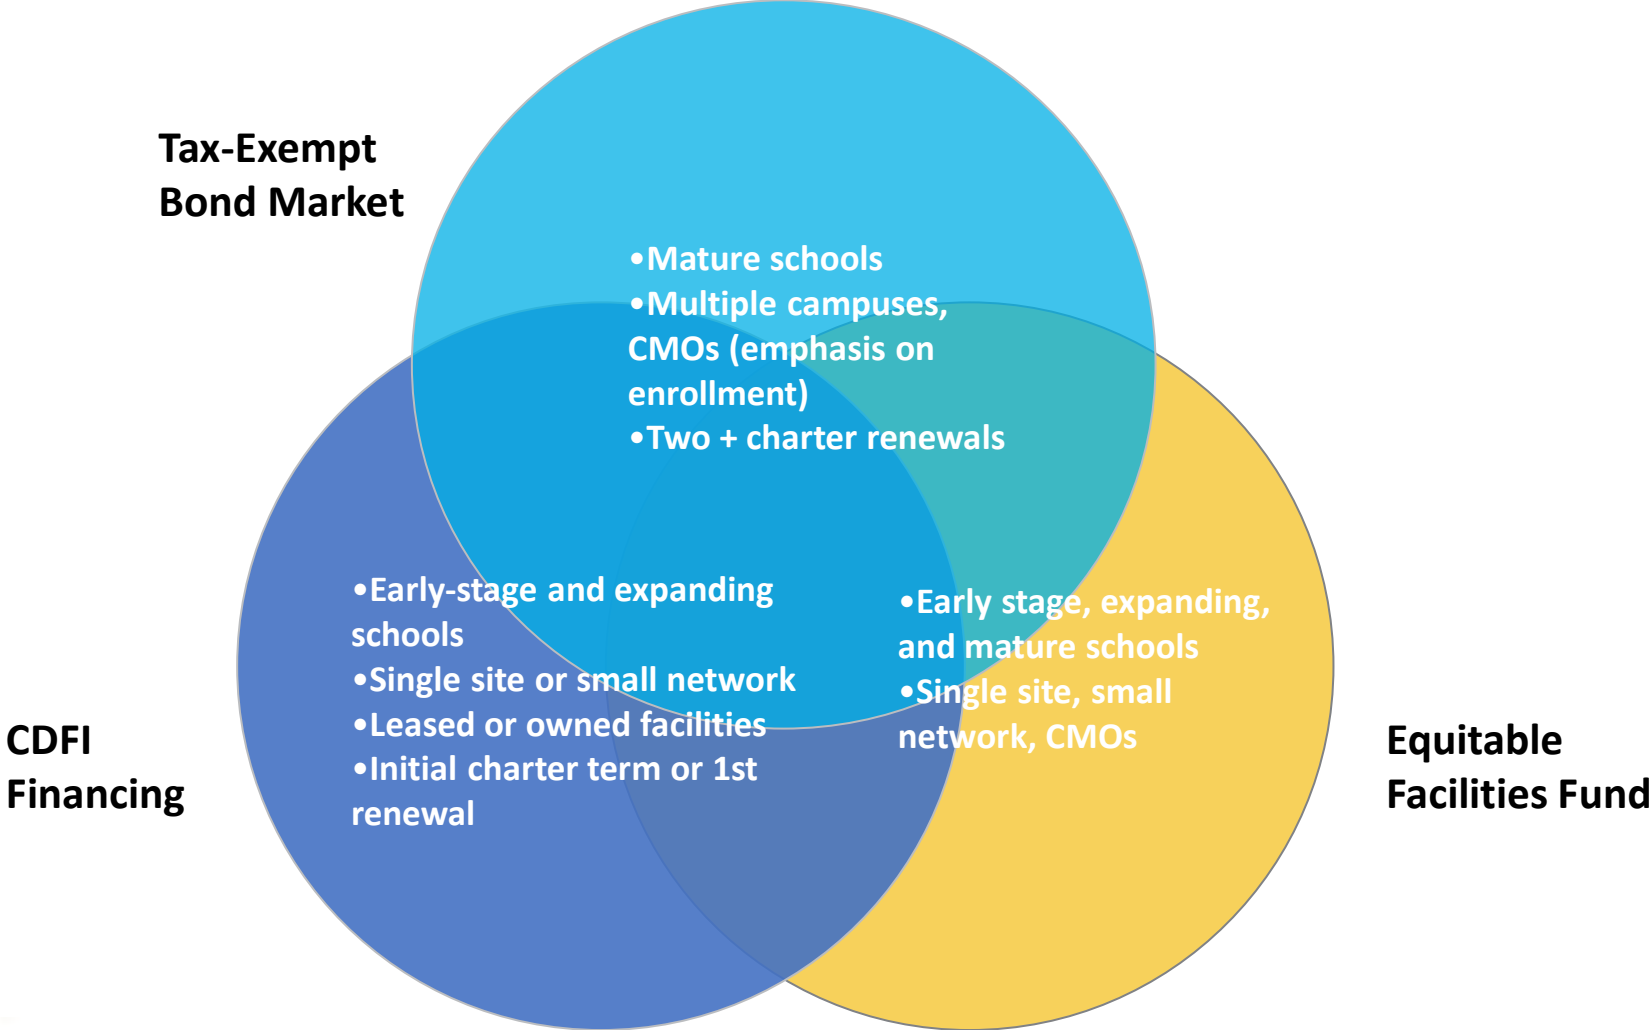 Tax-Exempt
Bond Market
•Mature schools
•Multiple campuses,
CMOs (emphasis on
enrollment)
•Two + charter renewals
•Early-stage and expanding
schools
•Single site or small network
•Leased or owned facilities
•Initial charter term or 1st
renewal
•Early stage, expanding,
and mature schools
•Single site, small
network, CMOs
CDFI
Financing
Equitable
Facilities Fund